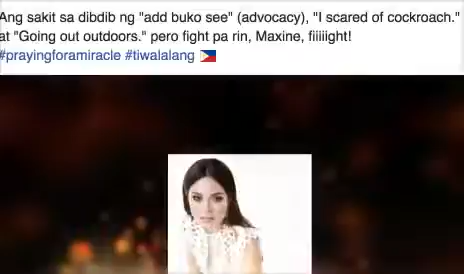 Ang sakit sa dibdib ng "add buko see" (advocacy), "I scared of cockroach."
at "Going out outdoors." pero fight pa rin, Maxine, fiiiiight!
#prayingforamiracle #tiwalalang 🇵🇭